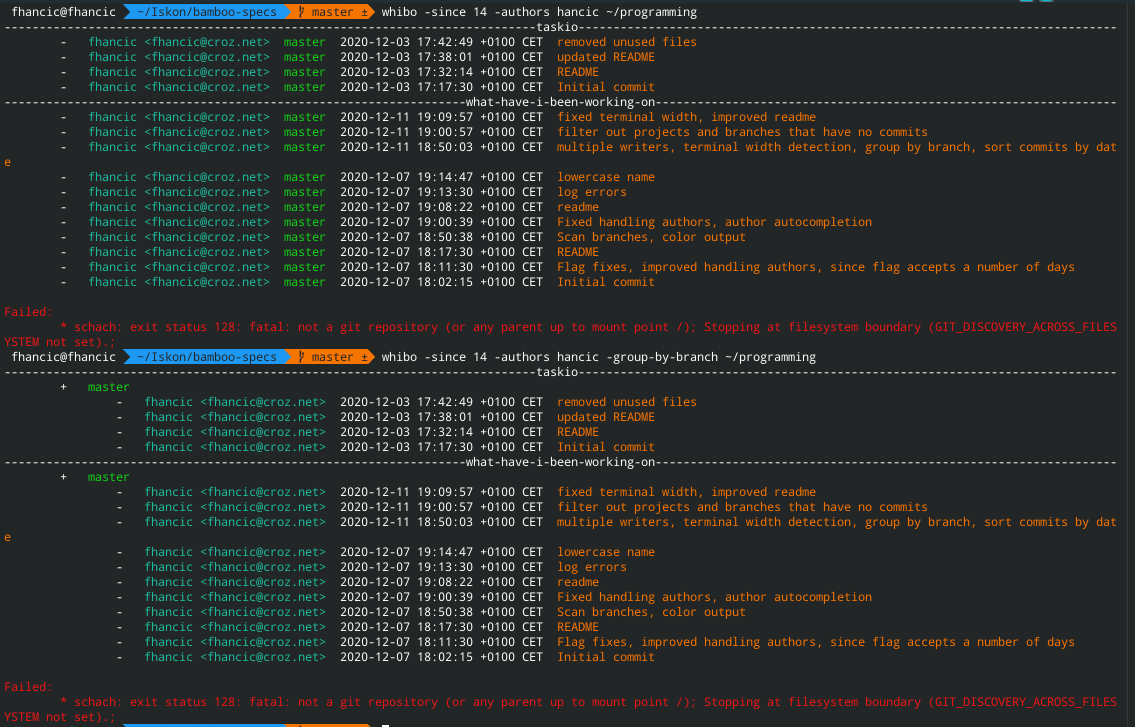 fhancic@fhancic ~/Iskon/bamboo-specs master ± whibo -since 14 -authors hancic ~/programming
----------------------------------------------------------------------------taskio-----------------------------------------------------------------------------
- fhancic <fhancic@croz.net> master 2020-12-03 17:42:49 +0100 CET removed unused files
- fhancic <fhancic@croz.net> master 2020-12-03 17:38:01 +0100 CET updated README
- fhancic <fhancic@croz.net> master 2020-12-03 17:32:14 +0100 CET README
- fhancic <fhancic@croz.net> master 2020-12-03 17:17:30 +0100 CET Initial commit
------------------------------------------------------------------what-have-i-been-working-on------------------------------------------------------------------
- fhancic <fhancic@croz.net> master 2020-12-11 19:09:57 +0100 CET fixed terminal width, improved readme
- fhancic <fhancic@croz.net> master 2020-12-11 19:00:57 +0100 CET filter out projects and branches that have no commits
- fhancic <fhancic@croz.net> master 2020-12-11 18:50:03 +0100 CET multiple writers, terminal width detection, group by branch, sort commits by dat
e
- fhancic <fhancic@croz.net> master 2020-12-07 19:14:47 +0100 CET lowercase name
- fhancic <fhancic@croz.net> master 2020-12-07 19:13:30 +0100 CET log errors
- fhancic <fhancic@croz.net> master 2020-12-07 19:08:22 +0100 CET readme
- fhancic <fhancic@croz.net> master 2020-12-07 19:00:39 +0100 CET Fixed handling authors, author autocompletion
- fhancic <fhancic@croz.net> master 2020-12-07 18:50:38 +0100 CET Scan branches, color output
- fhancic <fhancic@croz.net> master 2020-12-07 18:17:30 +0100 CET README
- fhancic <fhancic@croz.net> master 2020-12-07 18:11:30 +0100 CET Flag fixes, improved handling authors, since flag accepts a number of days
- fhancic <fhancic@croz.net> master 2020-12-07 18:02:15 +0100 CET Initial commit
Failed:
* schach: exit status 128: fatal: not a git repository (or any parent up to mount point /); Stopping at filesystem boundary (GIT_DISCOVERY_ACROSS_FILES
YSTEM not set).;
fhancic@fhancic ~/Iskon/bamboo-specs master ± whibo -since 14 -authors hancic -group-by-branch ~/programming
----------------------------------------------------------------------------taskio-----------------------------------------------------------------------------
+ master
- fhancic <fhancic@croz.net> 2020-12-03 17:42:49 +0100 CET removed unused files
- fhancic <fhancic@croz.net> 2020-12-03 17:38:01 +0100 CET updated README
- fhancic <fhancic@croz.net> 2020-12-03 17:32:14 +0100 CET README
- fhancic <fhancic@croz.net> 2020-12-03 17:17:30 +0100 CET Initial commit
------------------------------------------------------------------what-have-i-been-working-on------------------------------------------------------------------
+ master
- fhancic <fhancic@croz.net> 2020-12-11 19:09:57 +0100 CET fixed terminal width, improved readme
- fhancic <fhancic@croz.net> 2020-12-11 19:00:57 +0100 CET filter out projects and branches that have no commits
- fhancic <fhancic@croz.net> 2020-12-11 18:50:03 +0100 CET multiple writers, terminal width detection, group by branch, sort commits by dat
e
- fhancic <fhancic@croz.net> 2020-12-07 19:14:47 +0100 CET lowercase name
- fhancic <fhancic@croz.net> 2020-12-07 19:13:30 +0100 CET log errors
- fhancic <fhancic@croz.net> 2020-12-07 19:08:22 +0100 CET readme
- fhancic <fhancic@croz.net> 2020-12-07 19:00:39 +0100 CET Fixed handling authors, author autocompletion
- fhancic <fhancic@croz.net> 2020-12-07 18:50:38 +0100 CET Scan branches, color output
- fhancic <fhancic@croz.net> 2020-12-07 18:17:30 +0100 CET README
- fhancic <fhancic@croz.net> 2020-12-07 18:11:30 +0100 CET Flag fixes, improved handling authors, since flag accepts a number of days
- fhancic <fhancic@croz.net> 2020-12-07 18:02:15 +0100 CET Initial commit
Failed:
* schach: exit status 128: fatal: not a git repository (or any parent up to mount point /); Stopping at filesystem boundary (GIT_DISCOVERY_ACROSS_FILES
YSTEM not set).;